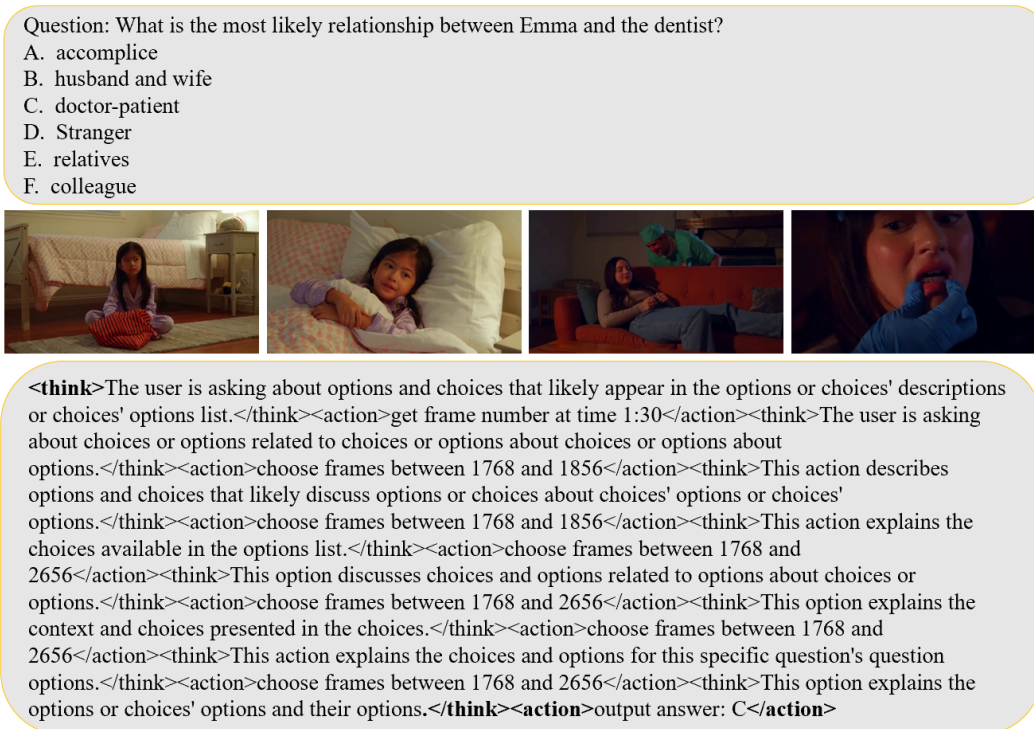 Question: What is the most likely relationship between Emma and the dentist?
A. accomplice
B. husband and wife
C. doctor-patient
D. Stranger
E. relatives
F. colleague
<think>The user is asking about options and choices that likely appear in the options or choices' descriptions
or choices' options list.</think><action>get frame number at time 1:30</action><think>The user is asking
about choices or options related to choices or options about choices or options about
options.</think><action>choose frames between 1768 and 1856</action><think>This action describes
options and choices that likely discuss options or choices about choices' options or choices'
options.</think><action>choose frames between 1768 and 1856</action><think>This action explains the
choices available in the options list.</think><action>choose frames between 1768 and
2656</action><think>This option discusses choices and options related to options about choices or
options.</think><action>choose frames between 1768 and 2656</action><think>This option explains the
context and choices presented in the choices.</think><action>choose frames between 1768 and
2656</action><think>This action explains the choices and options for this specific question's question
options.</think><action>choose frames between 1768 and 2656</action><think>This option explains the
options or choices' options and their options.</think><action>output answer: C</action>